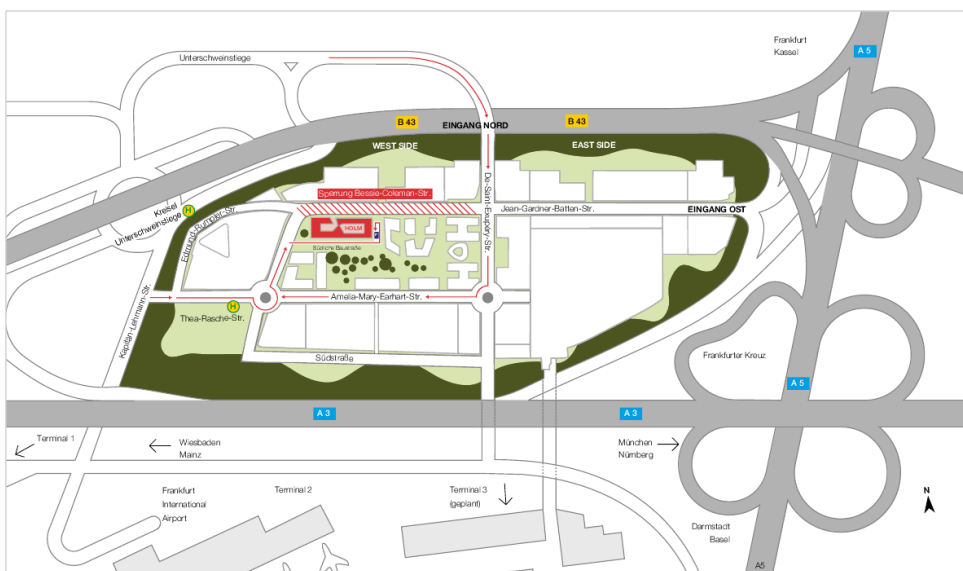 Frankfurt
Kassel
A 5
Unterschweinstiege
B 43
EINGANG NORD
B 43
WEST SIDE
EAST SIDE
Sperrung Bessie-Coleman-Str.
De-Saint-Exupéry-Str.
Jean-Gardner-Batten-Str.
EINGANG OST
Kreisel
Unterschweinstiege
H
Edmund-Rumpler-Str.
HOLM
Südliche Baustraße
Kapitän-Lehmann-Str.
Amelia-Mary-Earhart-Str.
H
Thea-Rasche-Str.
Südstraße
Frankfurter Kreuz
A 5
A 3
A 3
Terminal 1
Wiesbaden
Mainz
München
Nürnberg
Frankfurt
International
Airport
Terminal 2
Terminal 3
(geplant)
N
Darmstadt
Basel
A5